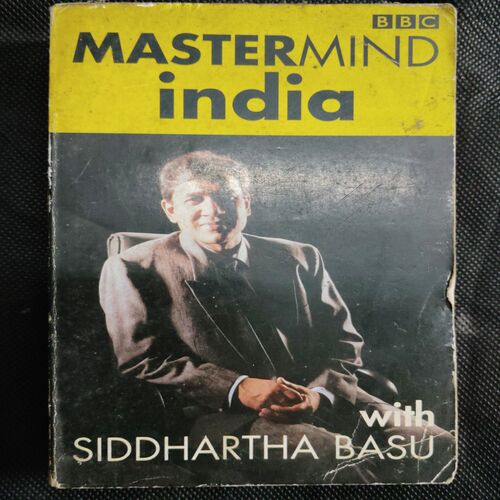 BBC
MASTERMIND
india
with
SIDDHARTHA BASU